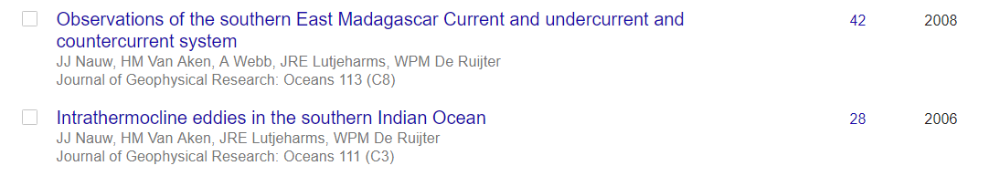 Observations of the southern East Madagascar Current and undercurrent and 42 2008
countercurrent system
JJ Nauw, HM Van Aken, A Webb, JRE Lutjeharms, WPM De Ruijter
Journal of Geophysical Research: Oceans 113 (C8)
Intrathermocline eddies in the southern Indian Ocean 28 2006
JJ Nauw, HM Van Aken, JRE Lutjeharms, WPM De Ruijter
Journal of Geophysical Research: Oceans 111 (C3)